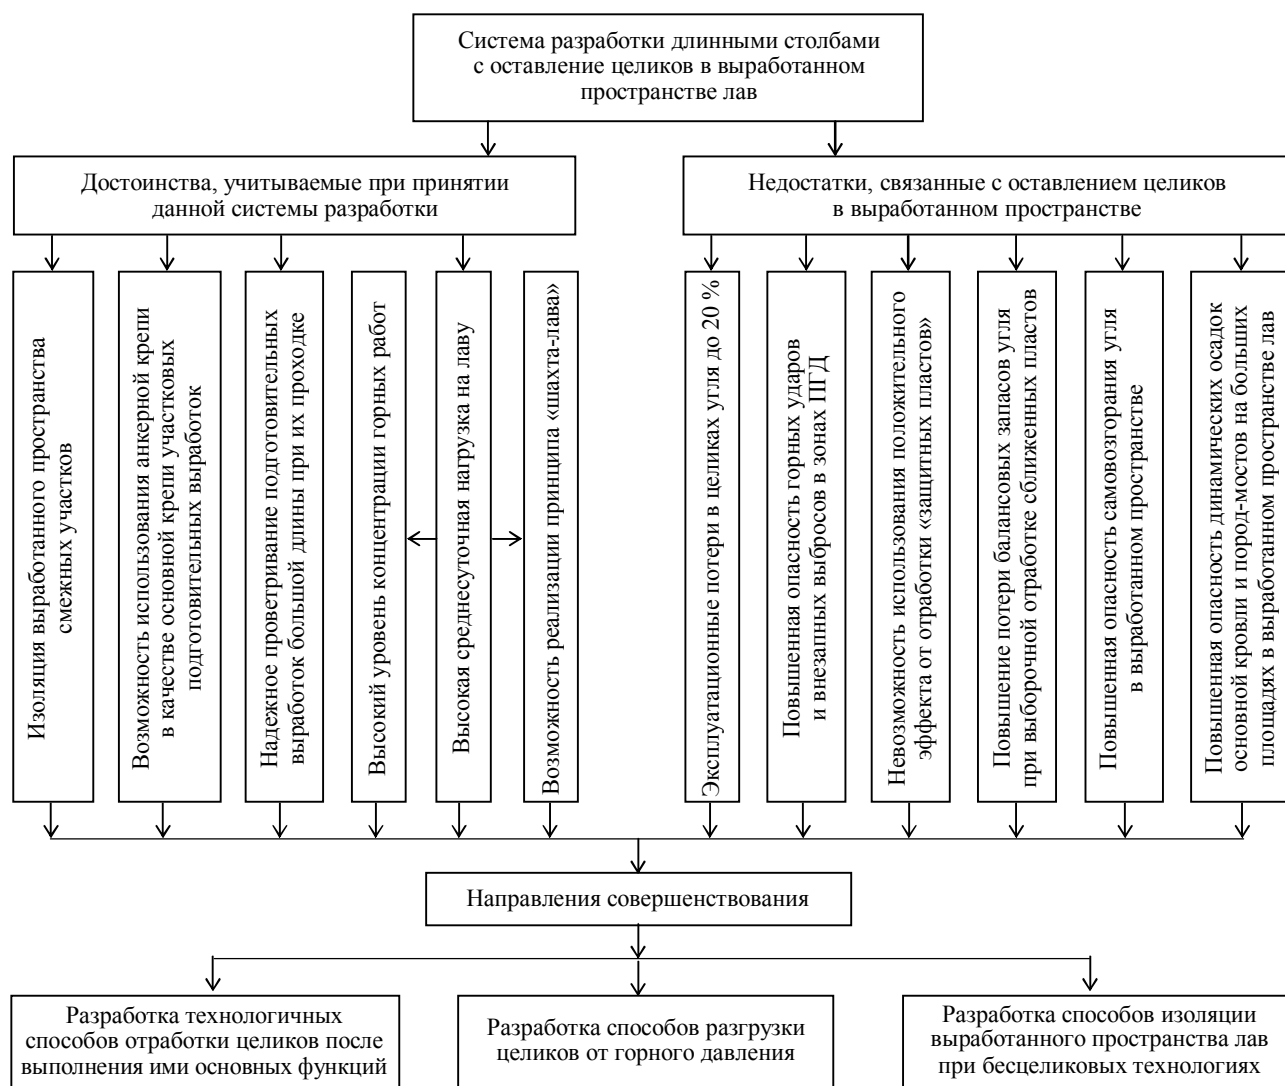 Система разработки длинными столбами
с оставление целиков в выработанном
пространстве лав
Достоинства, учитываемые при принятии
данной системы разработки
Недостатки, связанные с оставлением целиков
в выработанном пространстве
Изоляция выработанного пространства
смежных участков
Возможность использования анкерной крепи
в качестве основной крепи участковых
подготовительных выработок
Надежное проветривание подготовительных
выработок большой длины при их проходке
Высокий уровень концентрации горных работ
Высокая среднесуточная нагрузка на лаву
Возможность реализации принципа «шахта-лава»
Эксплуатационные потери в целиках угля до 20 %
Повышенная опасность горных ударов
и внезапных выбросов в зонах ПГД
Невозможность использования положительного
эффекта от отработки «защитных пластов»
Повышение потери балансовых запасов угля
при выборочной отработке сближенных пластов
Повышенная опасность самовозгорания угля
в выработанном пространстве
Повышенная опасность динамических осадок
основной кровли и пород-мостов на больших
площадях в выработанном пространстве лав
Направления совершенствования
Разработка технологичных
способов отработки целиков после
выполнения ими основных функций
Разработка способов разгрузки
целиков от горного давления
Разработка способов изоляции
выработанного пространства лав
при бесцеликовых технологиях